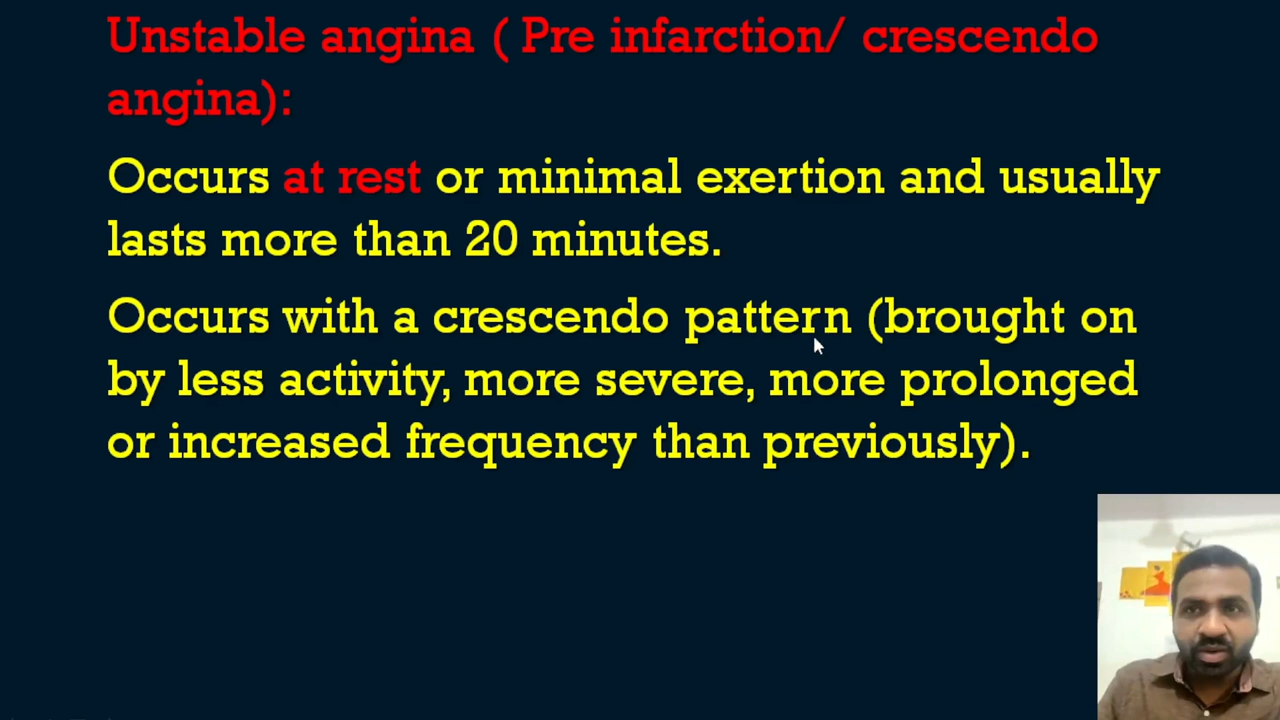 Unstable angina ( Pre infarction/ crescendo
angina):
Occurs at rest or minimal exertion and usually
lasts more than 20 minutes.
Occurs with a crescendo pattern (brought on
by less activity, more severe, more prolonged
or increased frequency than previously).